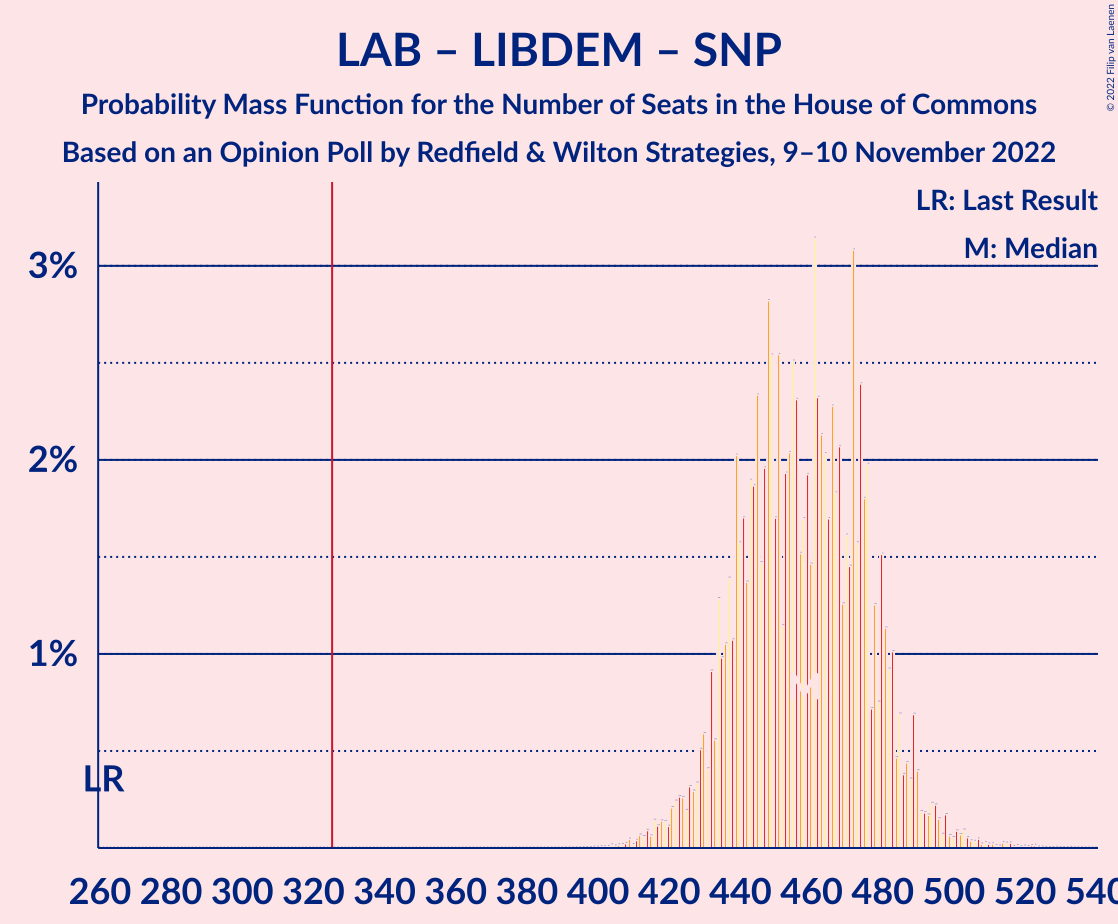 LAB – LIBDEM – SNP
Probability Mass Function for the Number of Seats in the House of Commons
Based on an Opinion Poll by Redfield & Wilton Strategies, 9–10 November 2022
© 2022 Filip van Laenen
LR: Last Result
M: Median
3%
2%
1%
LR
260 280 300 320 340 360 380 400 420 440 460 480 500 520 540